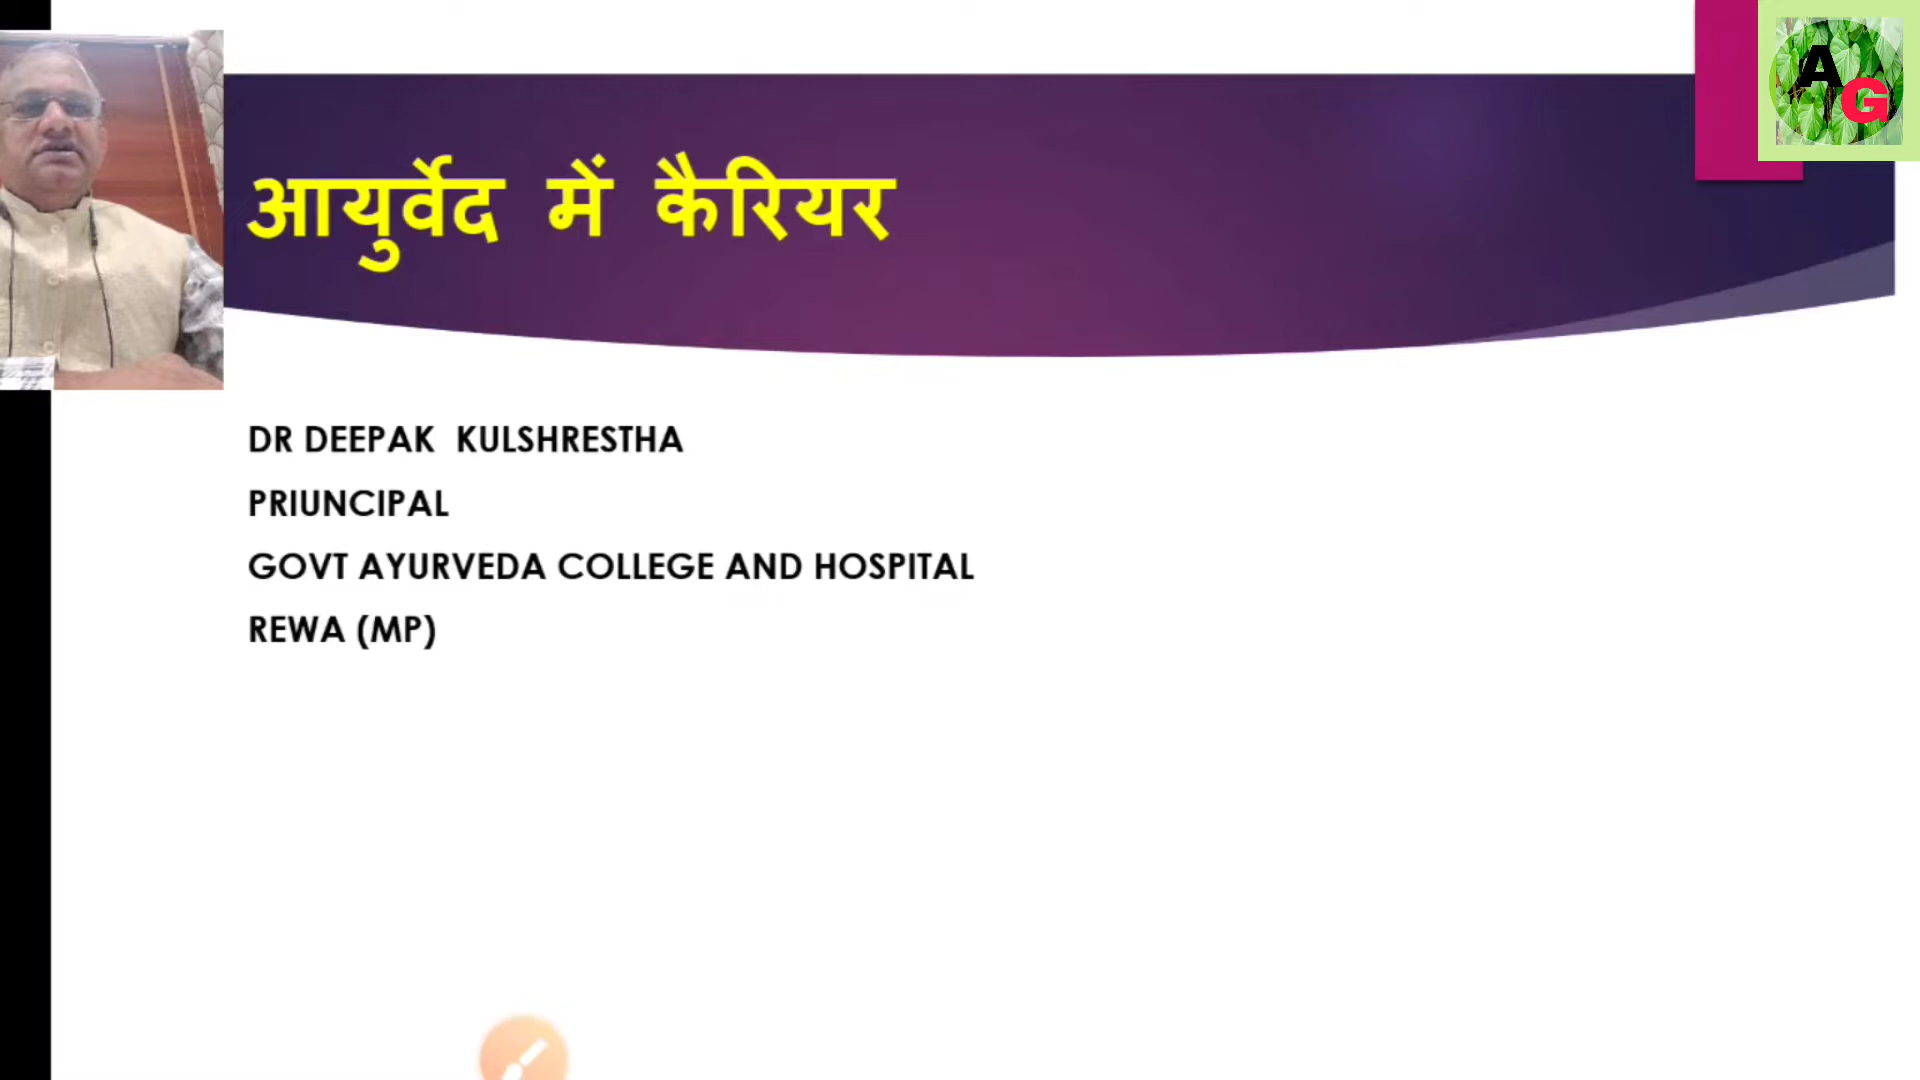 आयुर्वेद में कैरियर
DR DEEPAK KULSHRESTHA
PRIUNCIPAL
GOVT AYURVEDA COLLEGE AND HOSPITAL
REWA (MP)
AG